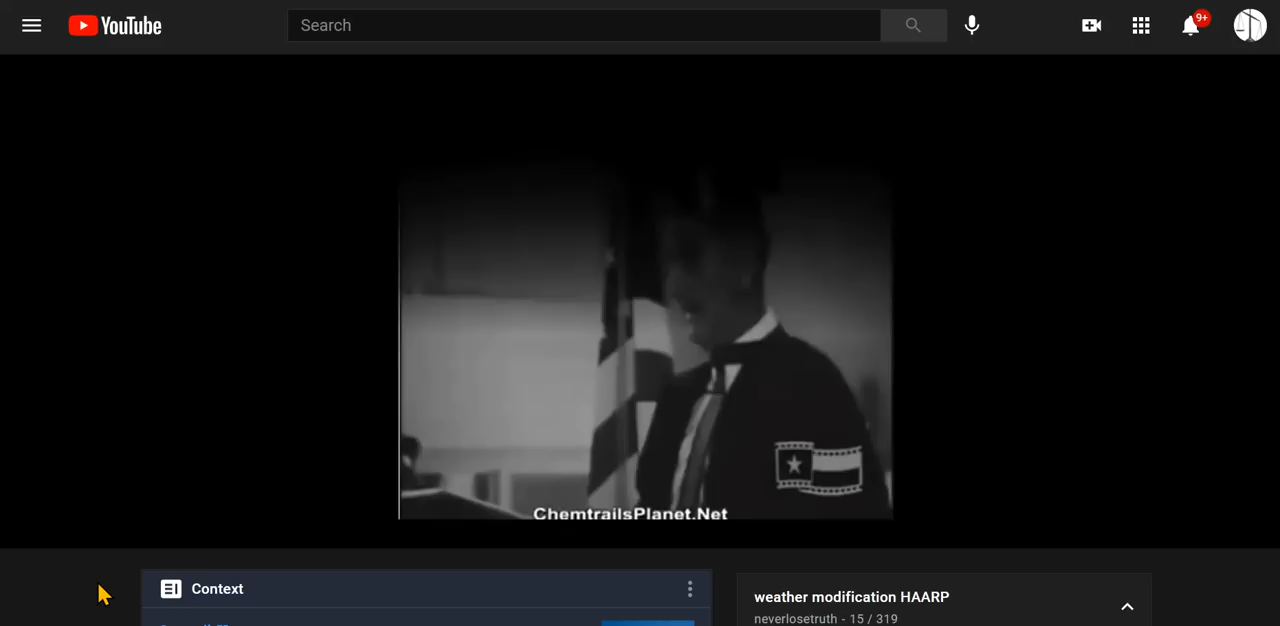 YouTube
Search
9+
ChemtrailsPlanet.Net
Context
weather modification HAARP
neverlosetruth - 15 / 319